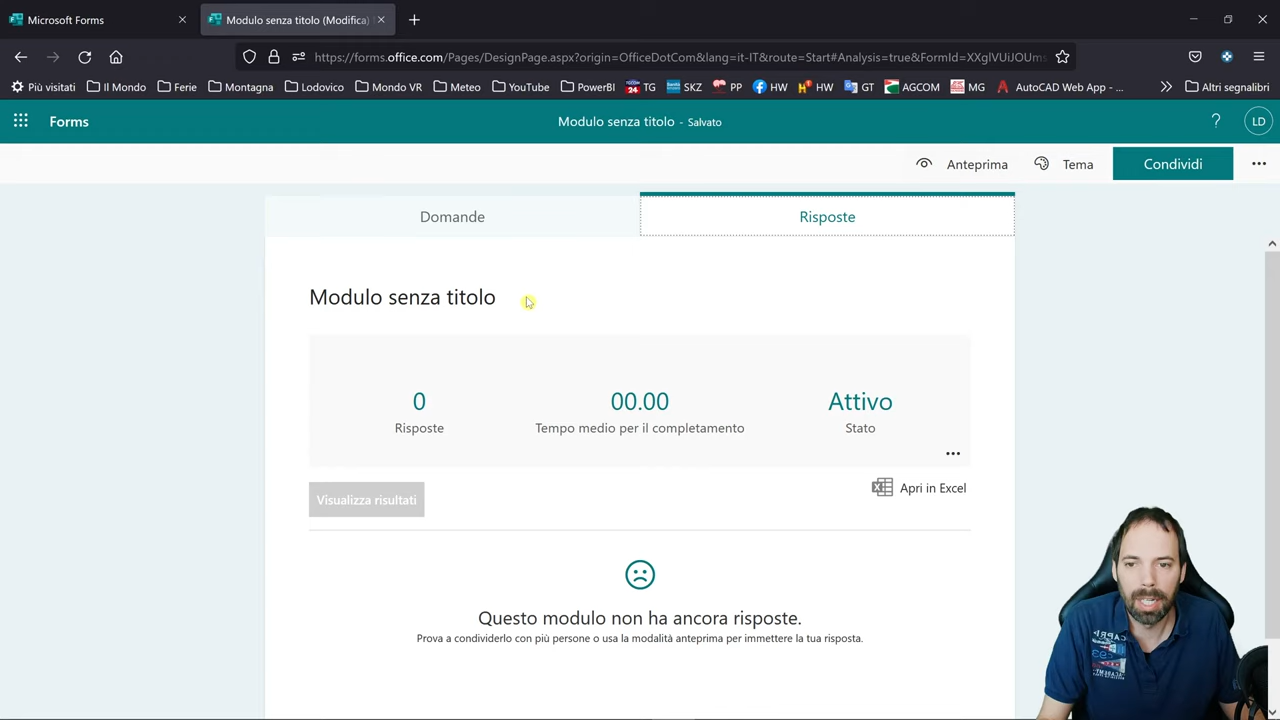 Microsoft Forms
Modulo senza titolo (Modifica)
https://forms.office.com/Pages/DesignPage.aspx?origin=OfficeDotCom&lang=it-IT&route=Start#Analysis=true&FormId=XXglVUiJOUms
Più visitati Il Mondo Ferie Montagna Lodovico Mondo VR Meteo YouTube PowerBI TG SKZ PP HW HW GT AGCOM MG AutoCAD Web App - ... Altri segnalibri
Forms
Modulo senza titolo - Salvato
? LD
Anteprima Tema Condividi
Domande Risposte
Modulo senza titolo
0 00.00 Attivo
Risposte Tempo medio per il completamento Stato
Visualizza risultati Apri in Excel
Questo modulo non ha ancora risposte.
Prova a condividerlo con più persone o usa la modalità anteprima per immettere la tua risposta.